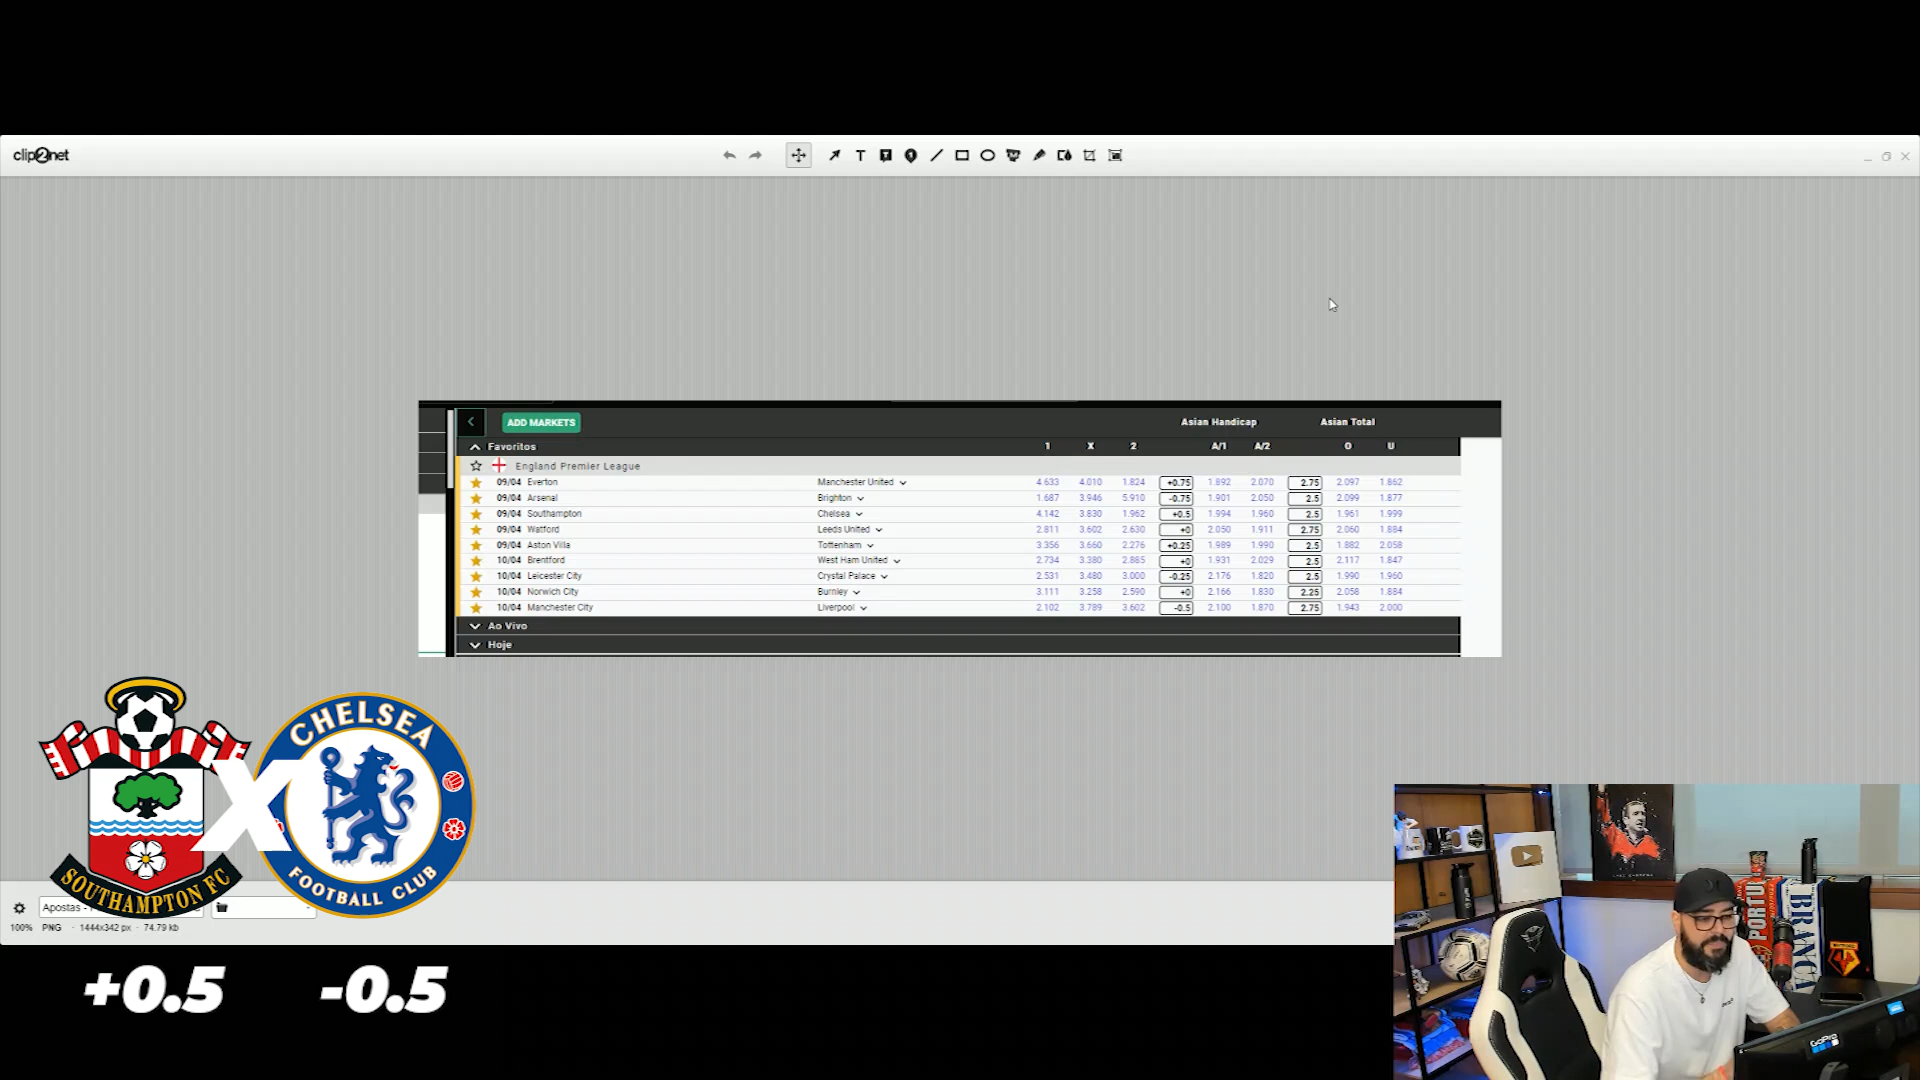 clip2net
ADD MARKETS Asian Handicap Asian Total
Favoritos 1 X 2 A/1 A/2 O U
England Premier League
09/04 Everton Manchester United 4.633 4.010 1.824 +0.75 1.892 2.070 2.75 2.097 1.862
09/04 Arsenal Brighton 1.687 3.946 5.910 -0.75 1.901 2.050 2.5 2.099 1.877
09/04 Southampton Chelsea 4.142 3.830 1.962 +0.5 1.994 1.960 2.5 1.961 1.999
09/04 Watford Leeds United 2.811 3.602 2.630 +0 2.050 1.911 2.75 2.060 1.884
09/04 Aston Villa Tottenham 3.356 3.660 2.276 +0.25 1.989 1.990 2.5 1.882 2.058
10/04 Brentford West Ham United 2.734 3.380 2.885 +0 1.931 2.029 2.5 2.117 1.847
10/04 Leicester City Crystal Palace 2.531 3.480 3.000 -0.25 2.176 1.820 2.5 1.990 1.960
10/04 Norwich City Burnley 3.111 3.258 2.590 +0 2.166 1.830 2.25 2.058 1.884
10/04 Manchester City Liverpool 2.102 3.789 3.602 -0.5 2.100 1.870 2.75 1.943 2.000
Ao Vivo
Hoje
SOUTHAMPTON FC
X
CHELSEA
FOOTBALL CLUB
Apostas -
100% PNG · 1444x342 px · 74.79 kb
+0.5 -0.5
PORTU
BRANCA
GoPro